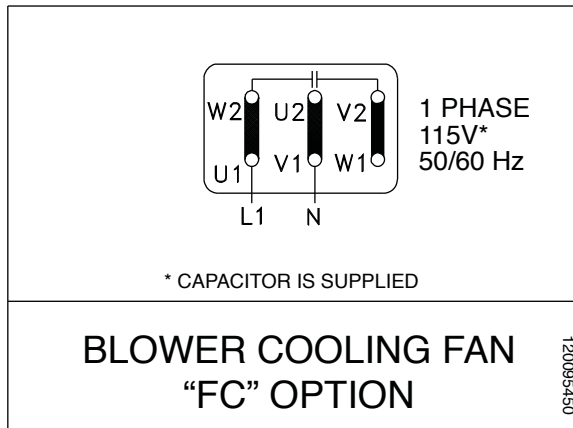 W2 U2 V2
U1 V1 W1
L1 N
1 PHASE
115V*
50/60 Hz
* CAPACITOR IS SUPPLIED
BLOWER COOLING FAN
“FC” OPTION
120095450